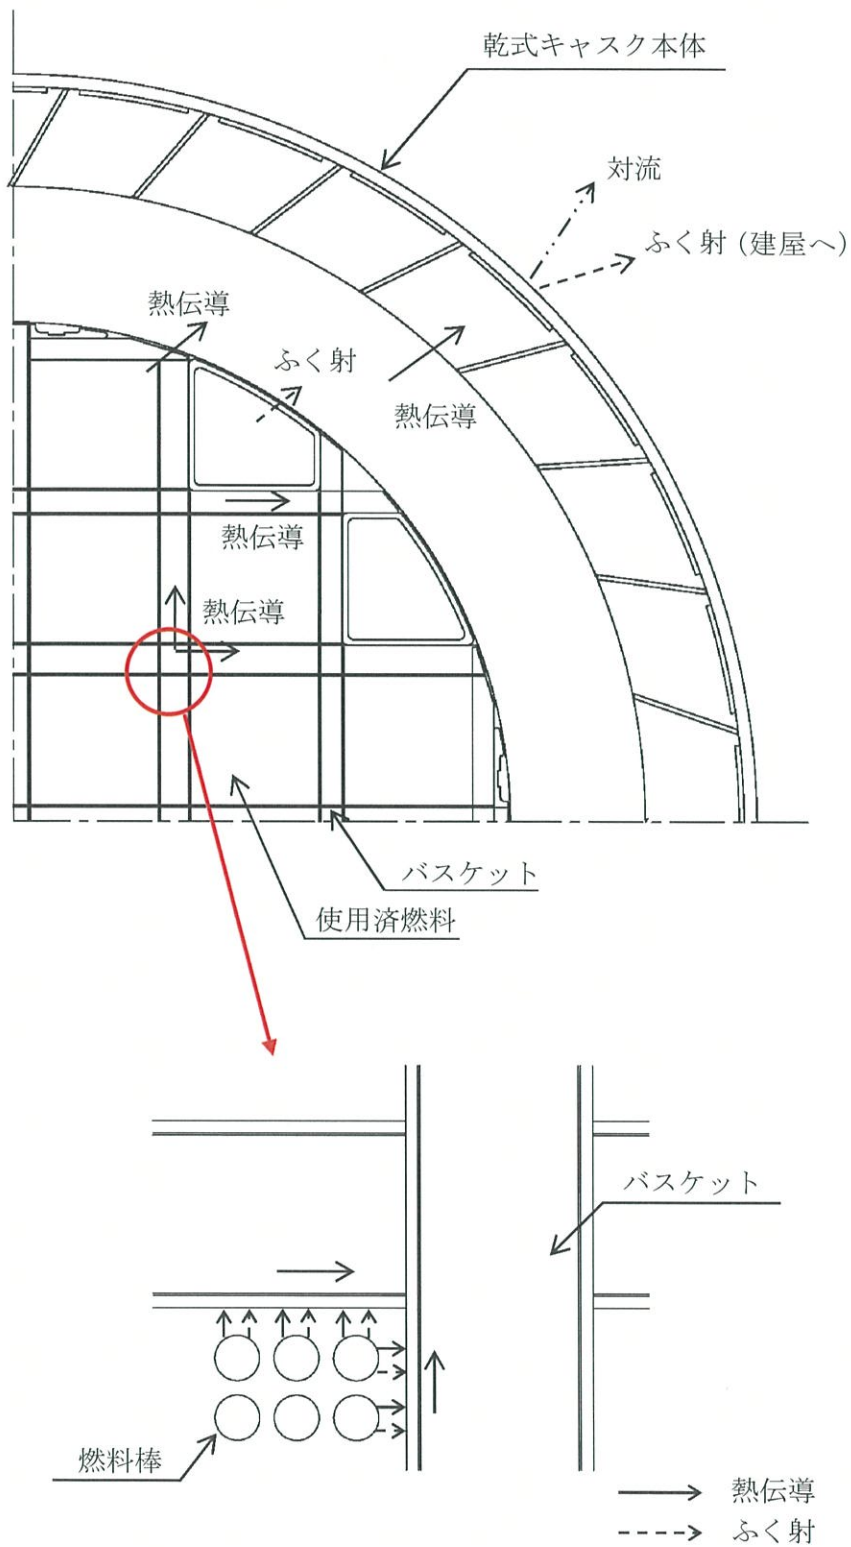 乾式キャスク本体
対流
ふく射 (建屋へ)
熱伝導
ふく射
熱伝導
熱伝導
熱伝導
バスケット
使用済燃料
バスケット
燃料棒
熱伝導
ふく射